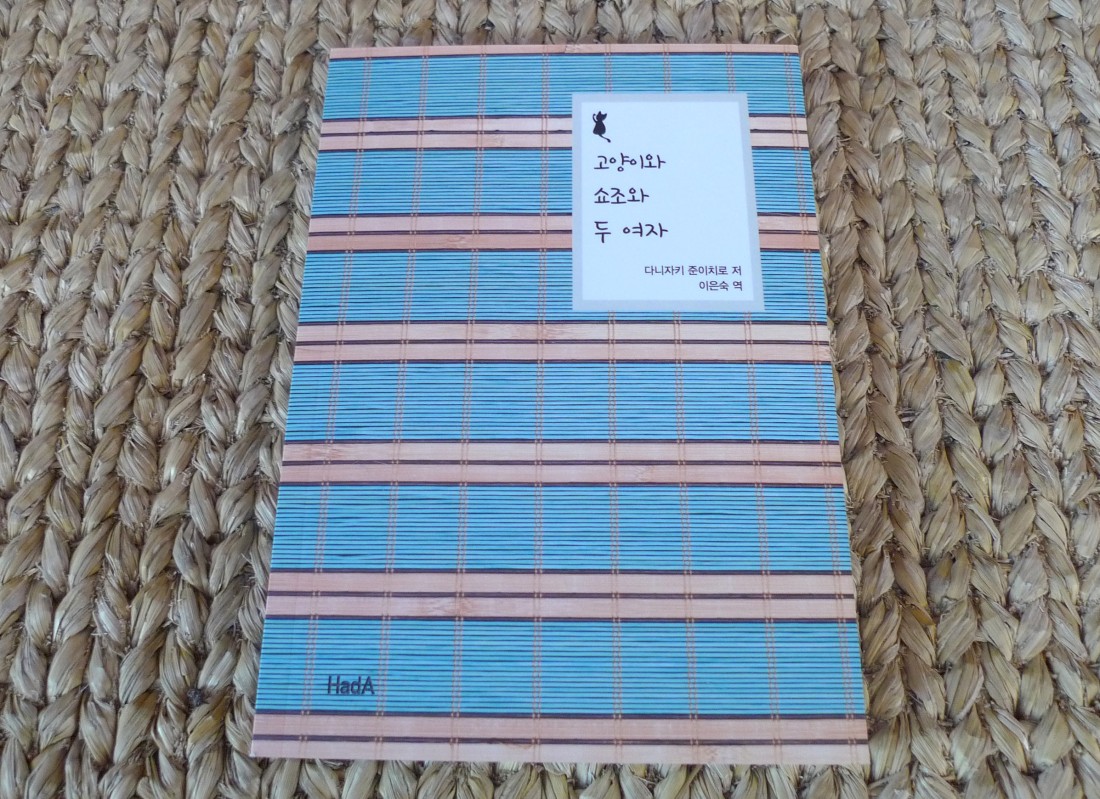 고양이와
쇼조와
두 여자
다니자키 준이치로 저
이은숙 역
HadA